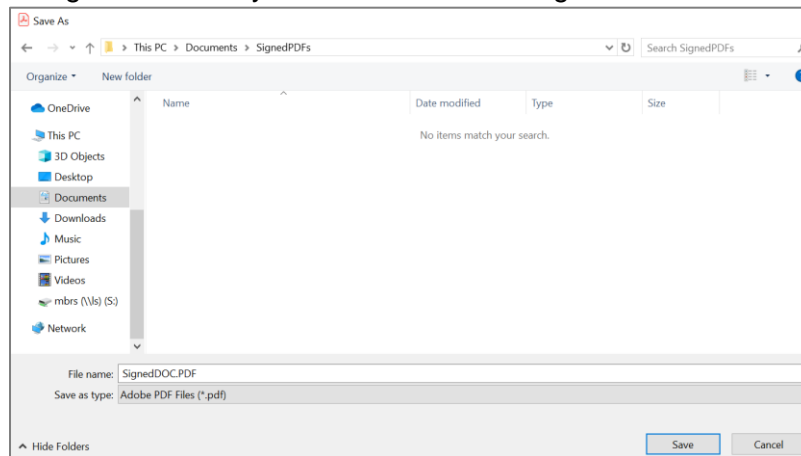 Save As
This PC > Documents > SignedPDFs
Search SignedPDFs
Organize
New folder
Name
Date modified
Type
Size
No items match your search.
OneDrive
This PC
3D Objects
Desktop
Documents
Downloads
Music
Pictures
Videos
mbrs (\\ls) (S:)
Network
File name: SignedDOC.PDF
Save as type: Adobe PDF Files (*.pdf)
Hide Folders
Save
Cancel